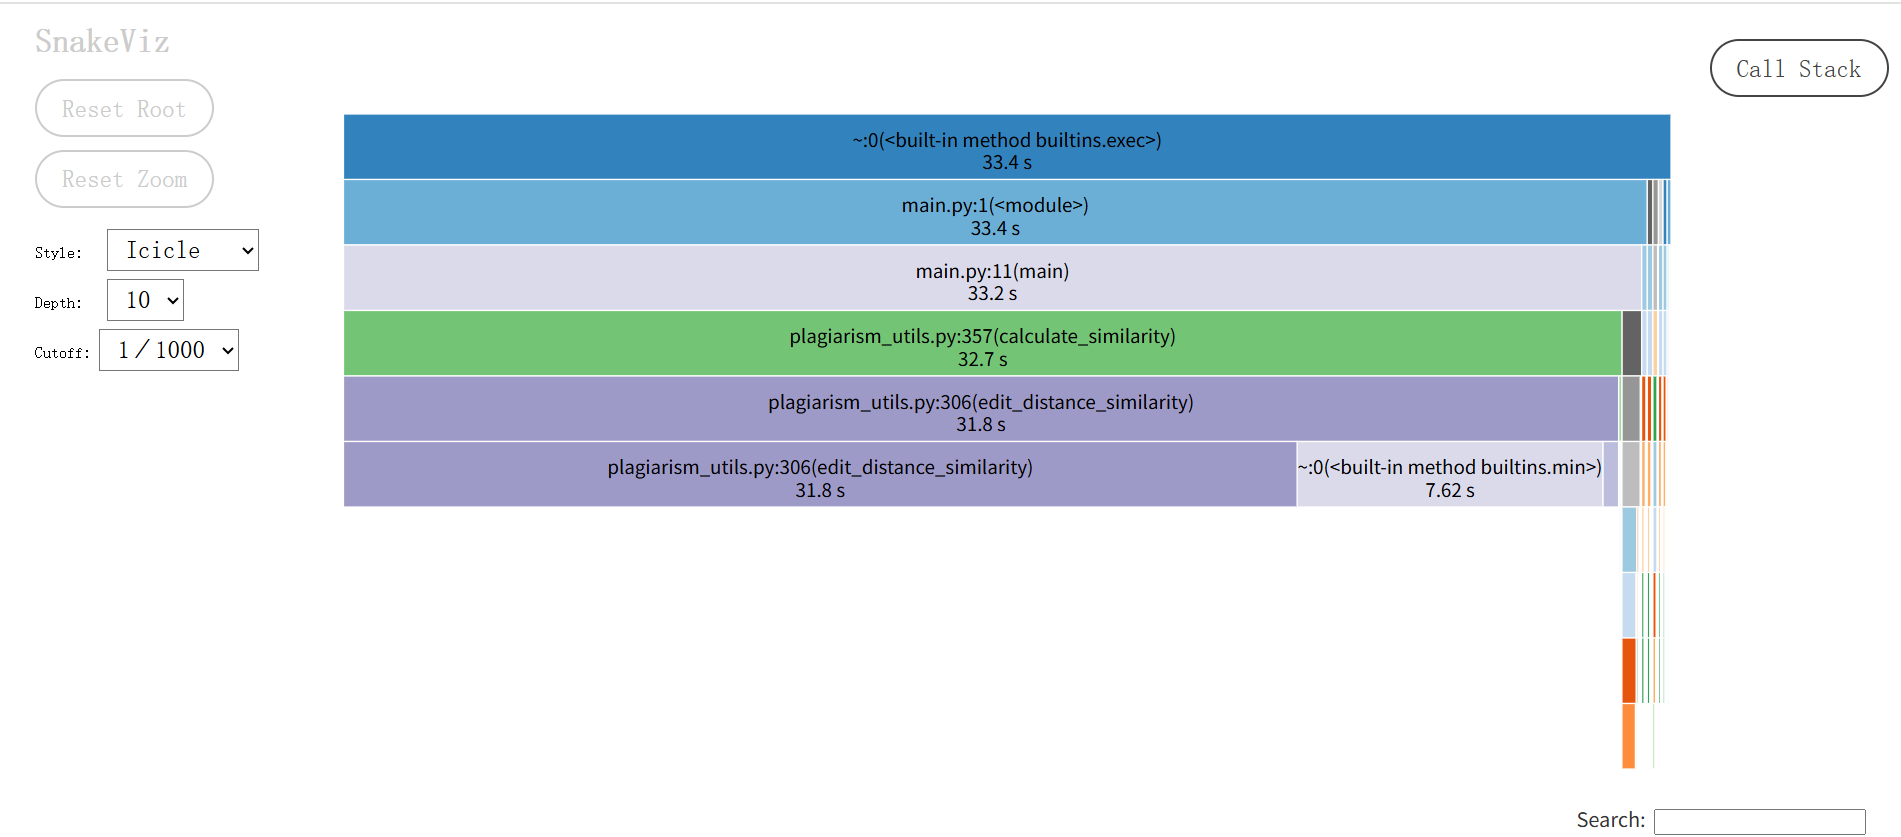 SnakeViz
Call Stack
Reset Root
Reset Zoom
Style: Icicle
Depth: 10
Cutoff: 1 / 1000
~:0(<built-in method builtins.exec>)
33.4 s
main.py:1(<module>)
33.4 s
main.py:11(main)
33.2 s
plagiarism_utils.py:357(calculate_similarity)
32.7 s
plagiarism_utils.py:306(edit_distance_similarity)
31.8 s
plagiarism_utils.py:306(edit_distance_similarity)
31.8 s
~:0(<built-in method builtins.min>)
7.62 s
Search: